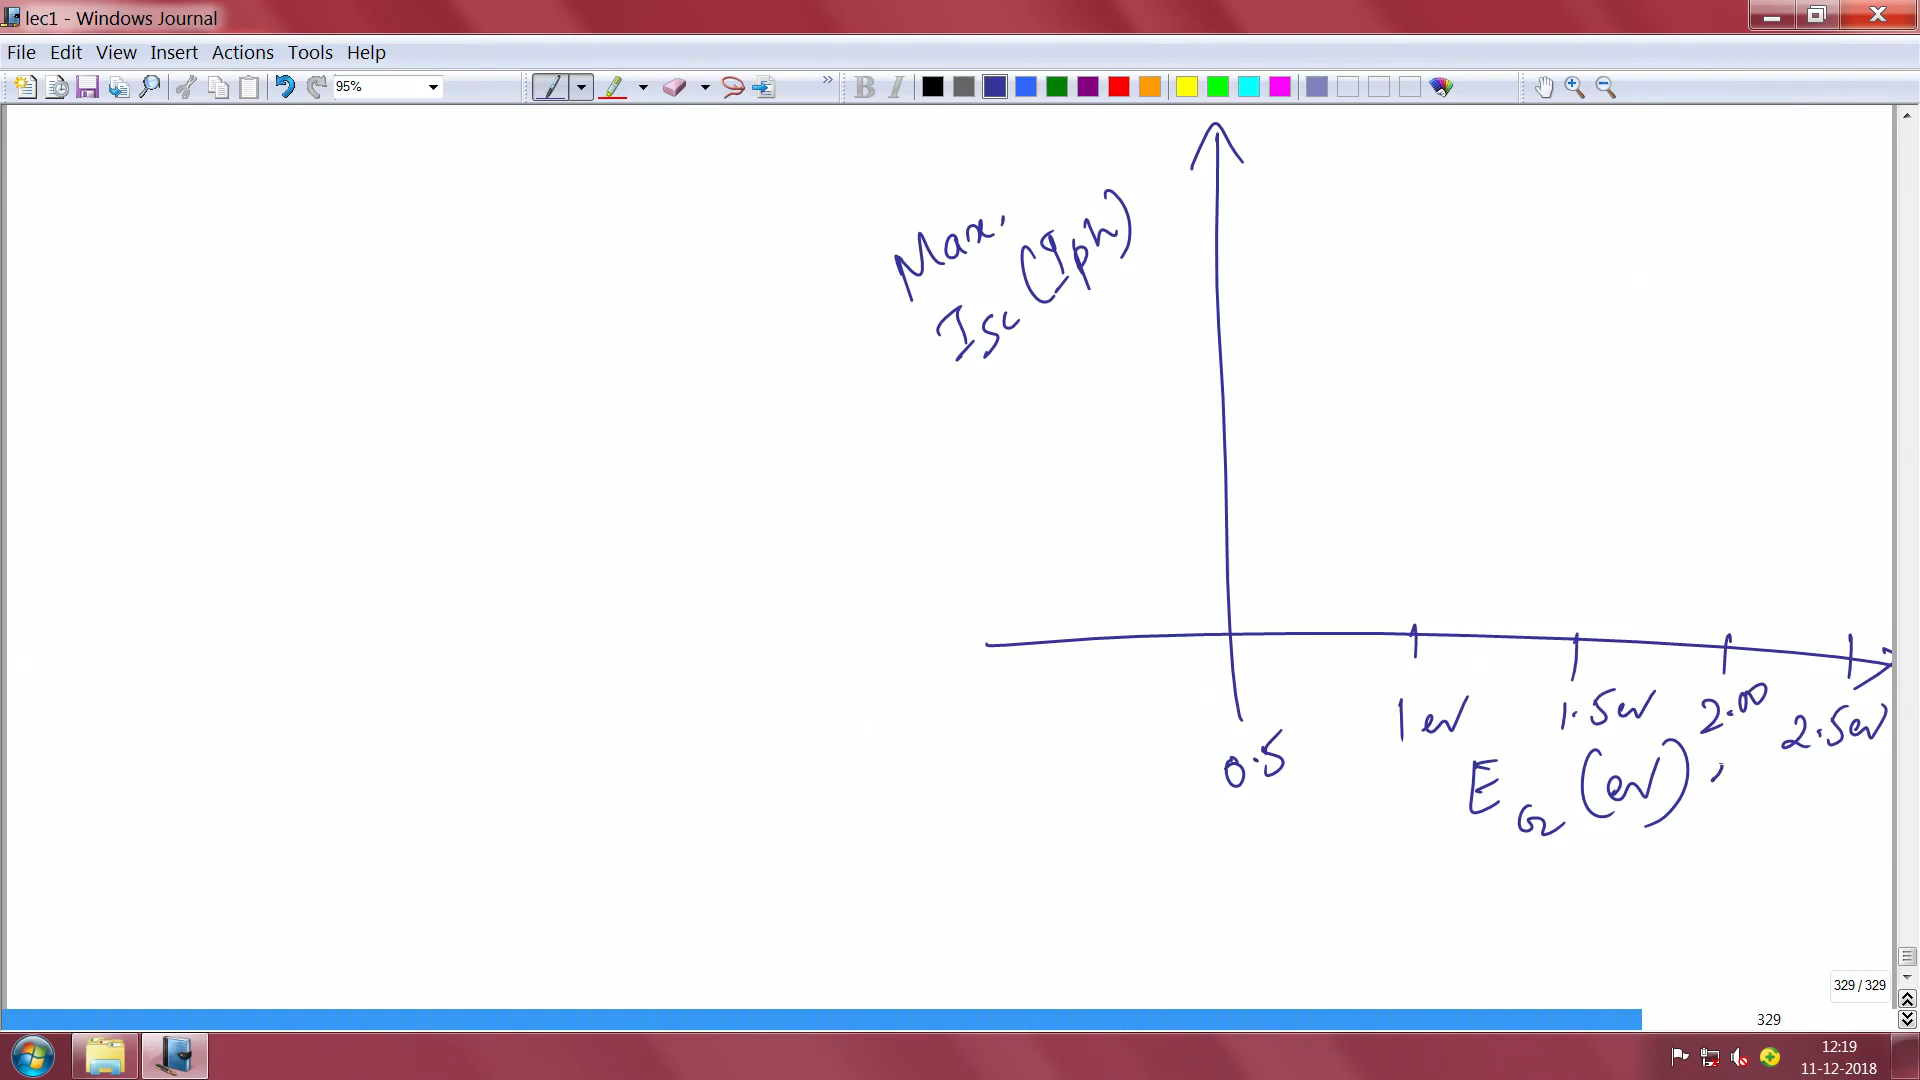 lec1 - Windows Journal
File Edit View Insert Actions Tools Help
95%
Max.
Isc (Iph)
1 ev 1.5ev 2.00 2.5ev
0.5
EG (ev)
329 / 329
329
12:19
11-12-2018